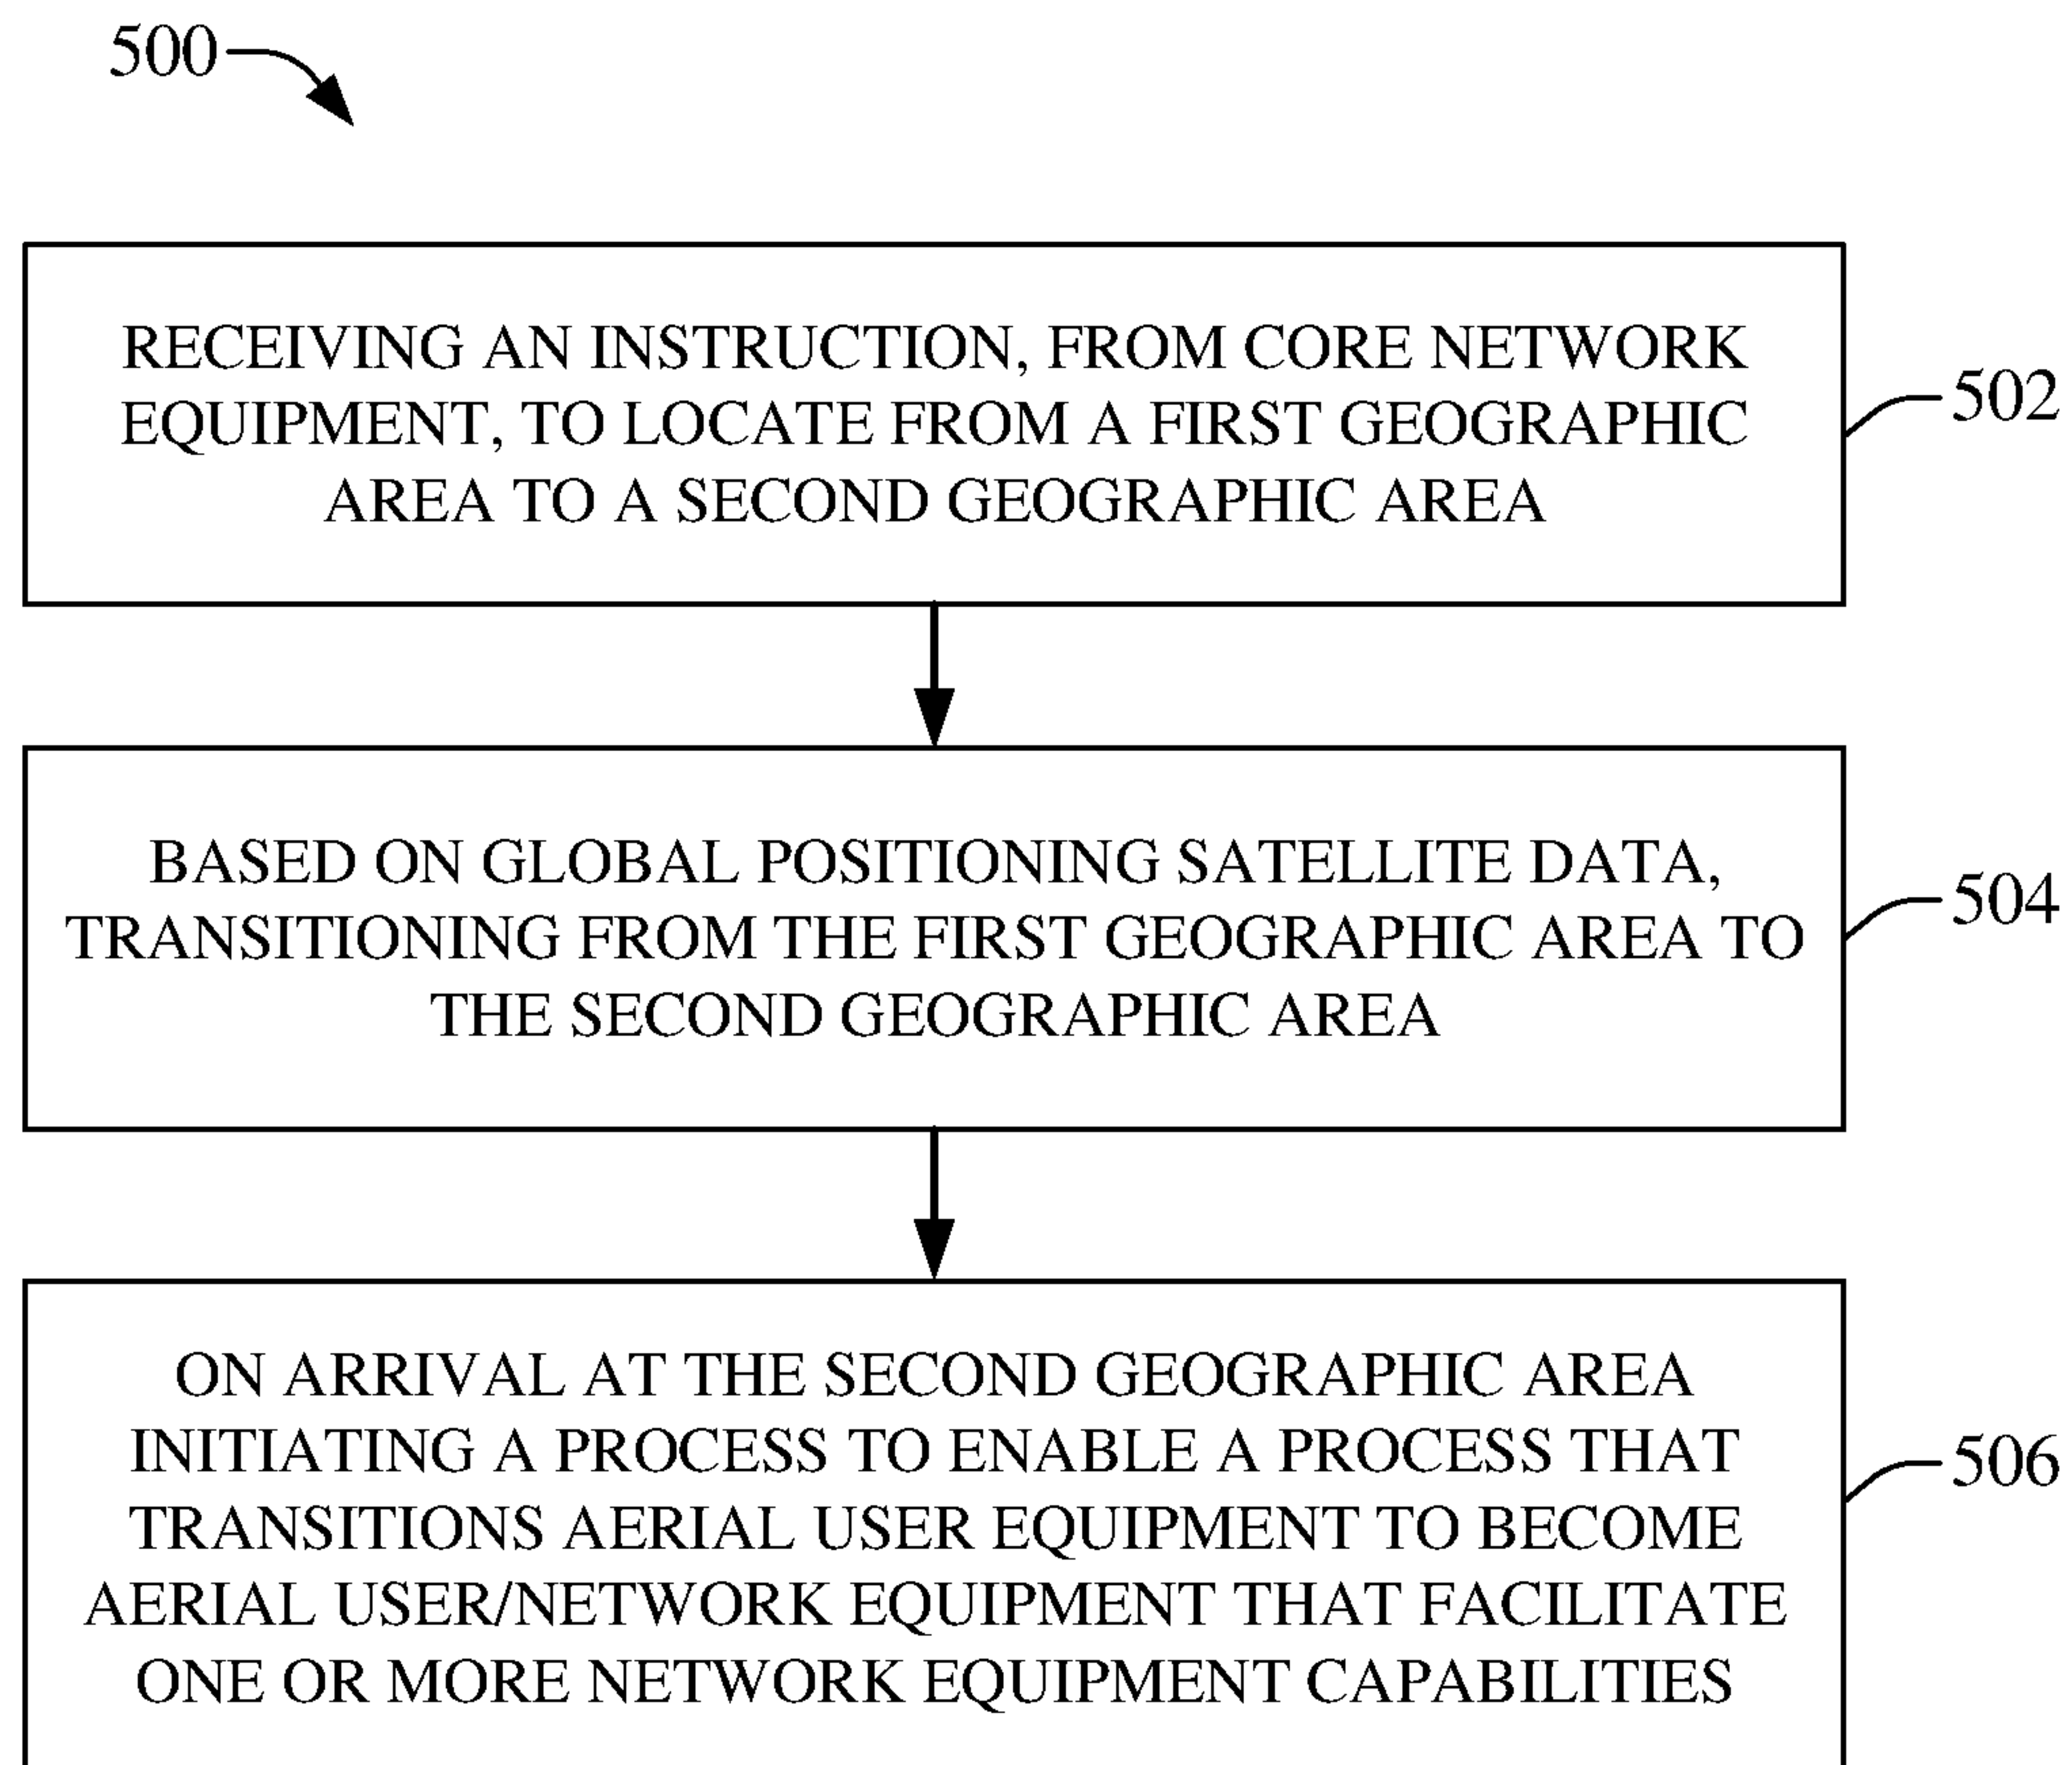 500
RECEIVING AN INSTRUCTION, FROM CORE NETWORK
EQUIPMENT, TO LOCATE FROM A FIRST GEOGRAPHIC
AREA TO A SECOND GEOGRAPHIC AREA
502
BASED ON GLOBAL POSITIONING SATELLITE DATA,
TRANSITIONING FROM THE FIRST GEOGRAPHIC AREA TO
THE SECOND GEOGRAPHIC AREA
504
ON ARRIVAL AT THE SECOND GEOGRAPHIC AREA
INITIATING A PROCESS TO ENABLE A PROCESS THAT
TRANSITIONS AERIAL USER EQUIPMENT TO BECOME
AERIAL USER/NETWORK EQUIPMENT THAT FACILITATE
ONE OR MORE NETWORK EQUIPMENT CAPABILITIES
506